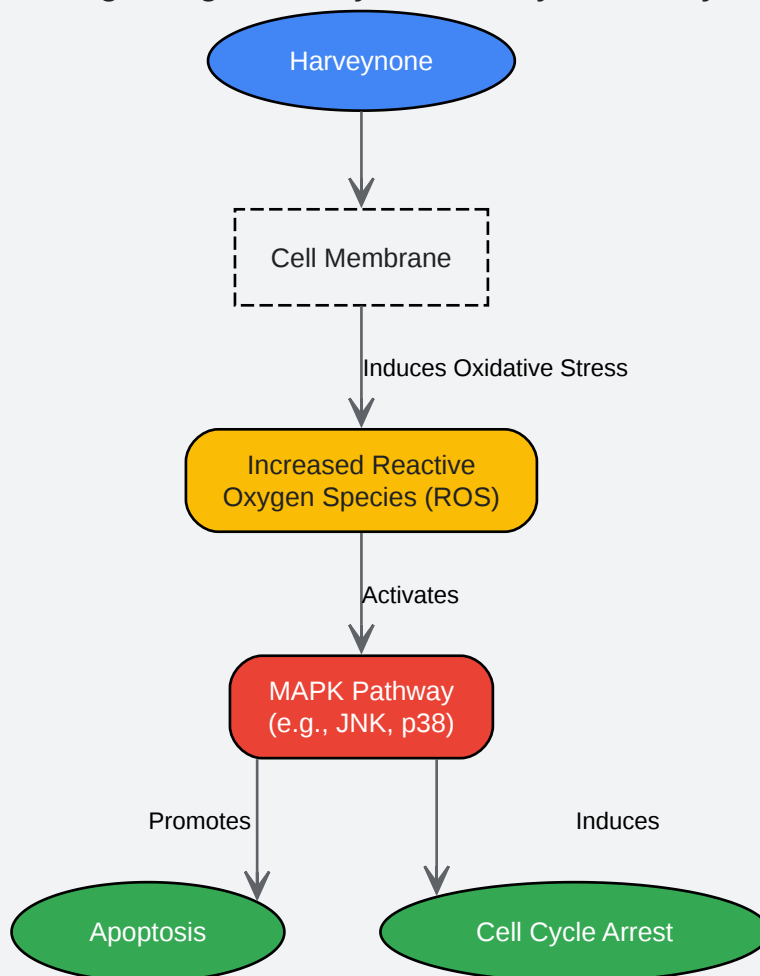 Harveynone
Cell Membrane
Induces Oxidative Stress
Increased Reactive
Oxygen Species (ROS)
Activates
MAPK Pathway
(e.g., JNK, p38)
Promotes
Induces
Apoptosis
Cell Cycle Arrest